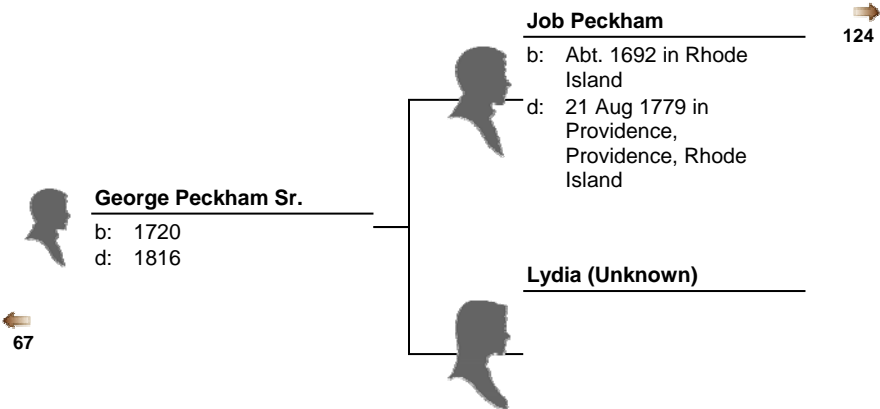 Job Peckham
b: Abt. 1692 in Rhode
Island
d: 21 Aug 1779 in
Providence,
Providence, Rhode
Island
124
George Peckham Sr.
b: 1720
d: 1816
Lydia (Unknown)
67